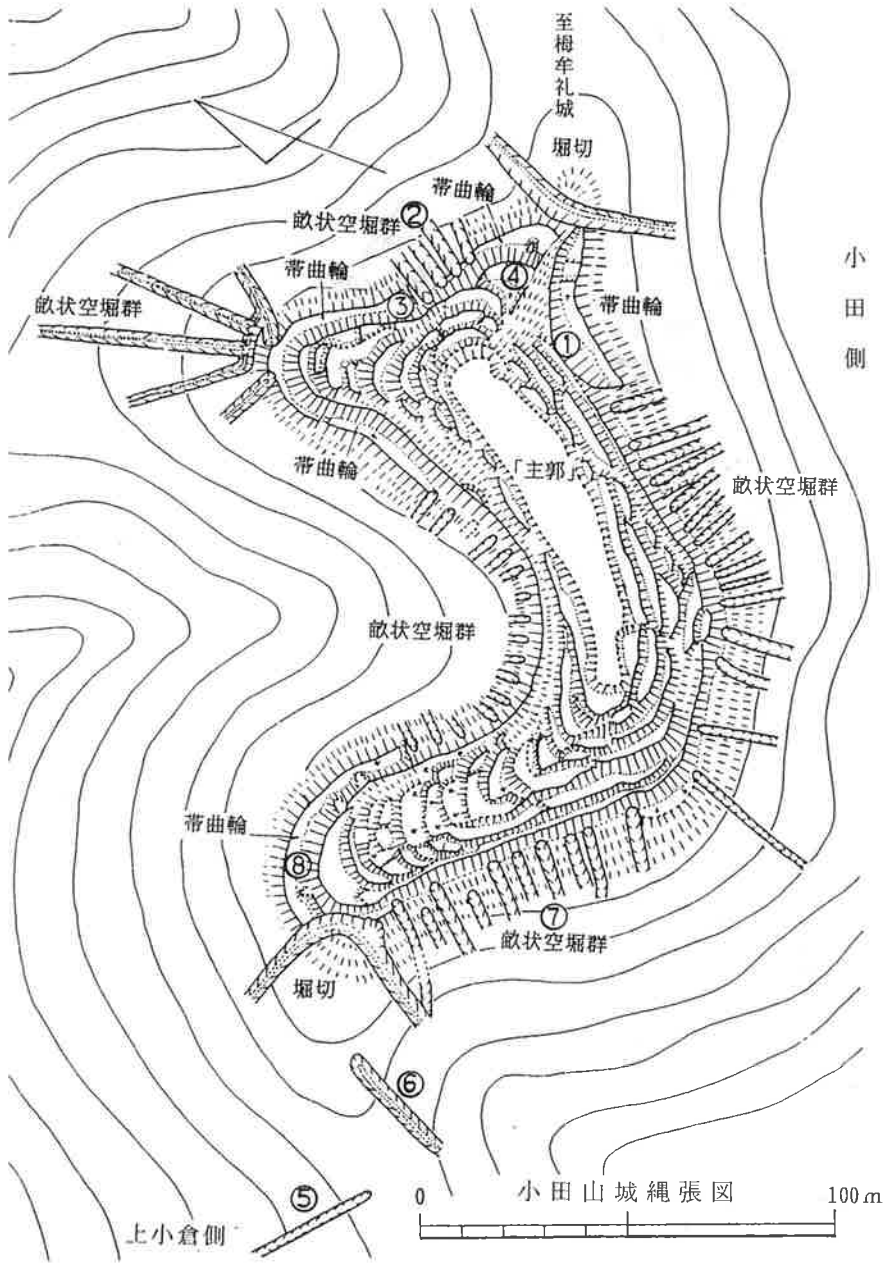 至栂牟礼城
堀切
帯曲輪
畝状空堀群②
帯曲輪
③
④
畝状空堀群
帯曲輪
①
小田側
帯曲輪
「主郭」
畝状空堀群
畝状空堀群
帯曲輪
⑧
⑦
畝状空堀群
堀切
⑥
⑤
上小倉側
小田山城縄張図
0
100m